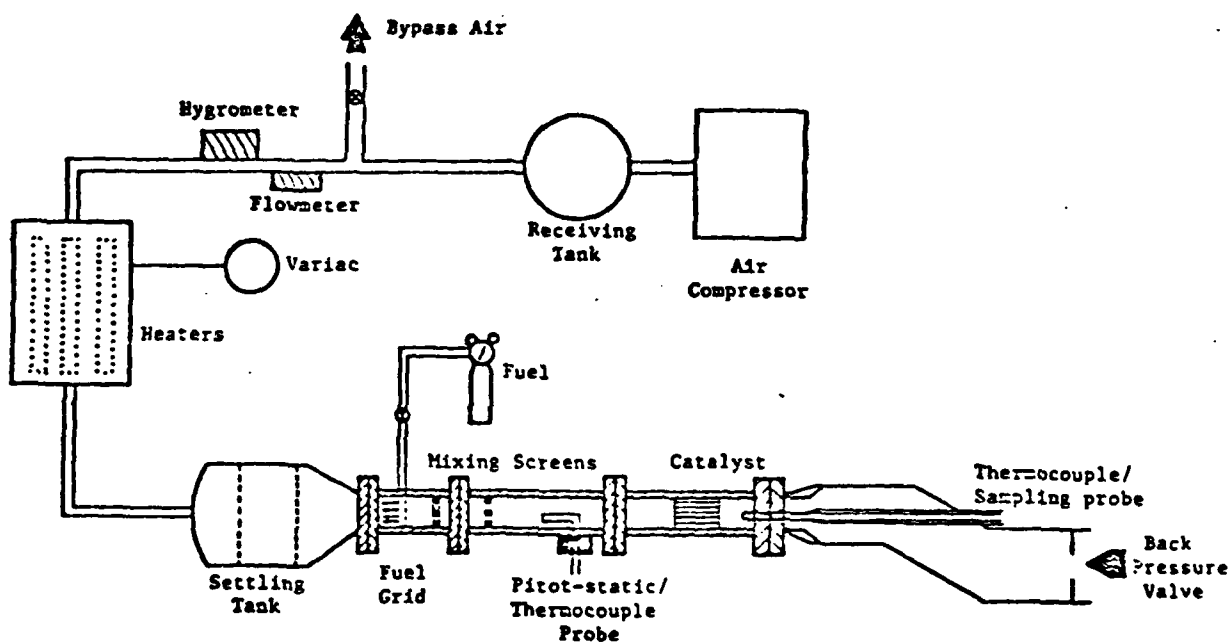 Bypass Air
Hygrometer
Flowmeter
Receiving
Tank
Air
Compressor
Variac
Heaters
Fuel
Mixing Screens
Catalyst
Thermocouple/
Sampling probe
Settling
Tank
Fuel
Grid
Pitot-static/
Thermocouple
Probe
Back
Pressure
Valve